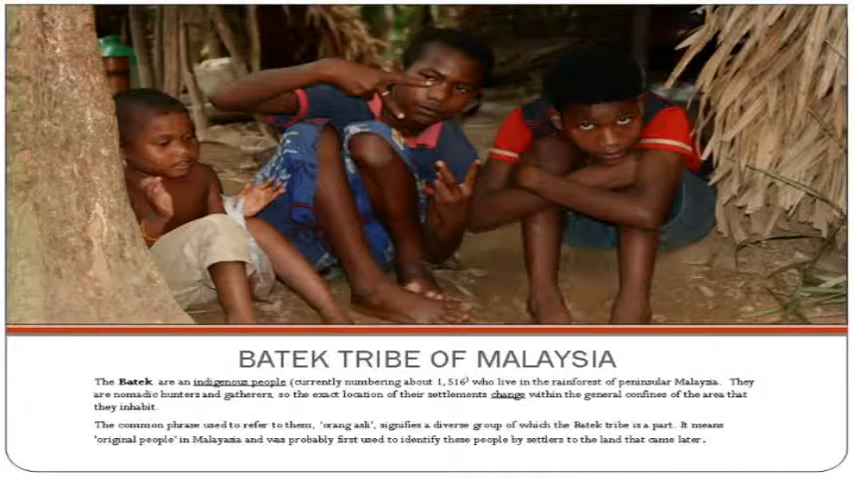 BATEK TRIBE OF MALAYSIA
The Batek are an indigenous people (currently numbering about 1,516) who live in the rainforest of peninsular Malaysia. They
are nomadic hunters and gatherers, so the exact location of their settlements change within the general confines of the area that
they inhabit.
The common phrase used to refer to them, 'orang asli', signifies a diverse group of which the Batek tribe is a part. It means
'original people' in Malayasia and was probably first used to identify these people by settlers to the land that came later.